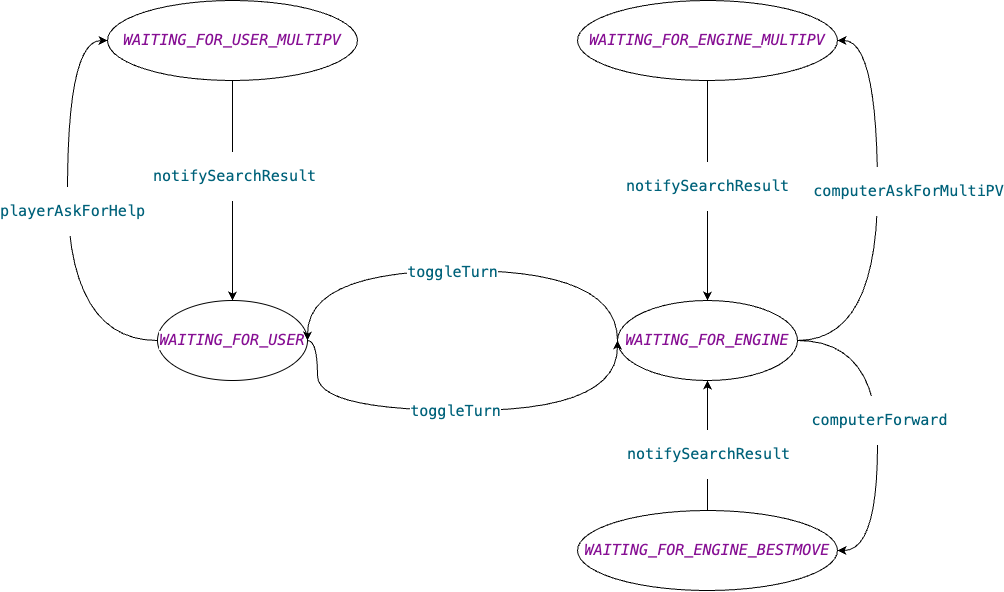 WAITING_FOR_USER_MULTIPV
WAITING_FOR_ENGINE_MULTIPV
notifySearchResult
notifySearchResult
computerAskForMultiPV
playerAskForHelp
toggleTurn
WAITING_FOR_USER
WAITING_FOR_ENGINE
toggleTurn
computerForward
notifySearchResult
WAITING_FOR_ENGINE_BESTMOVE